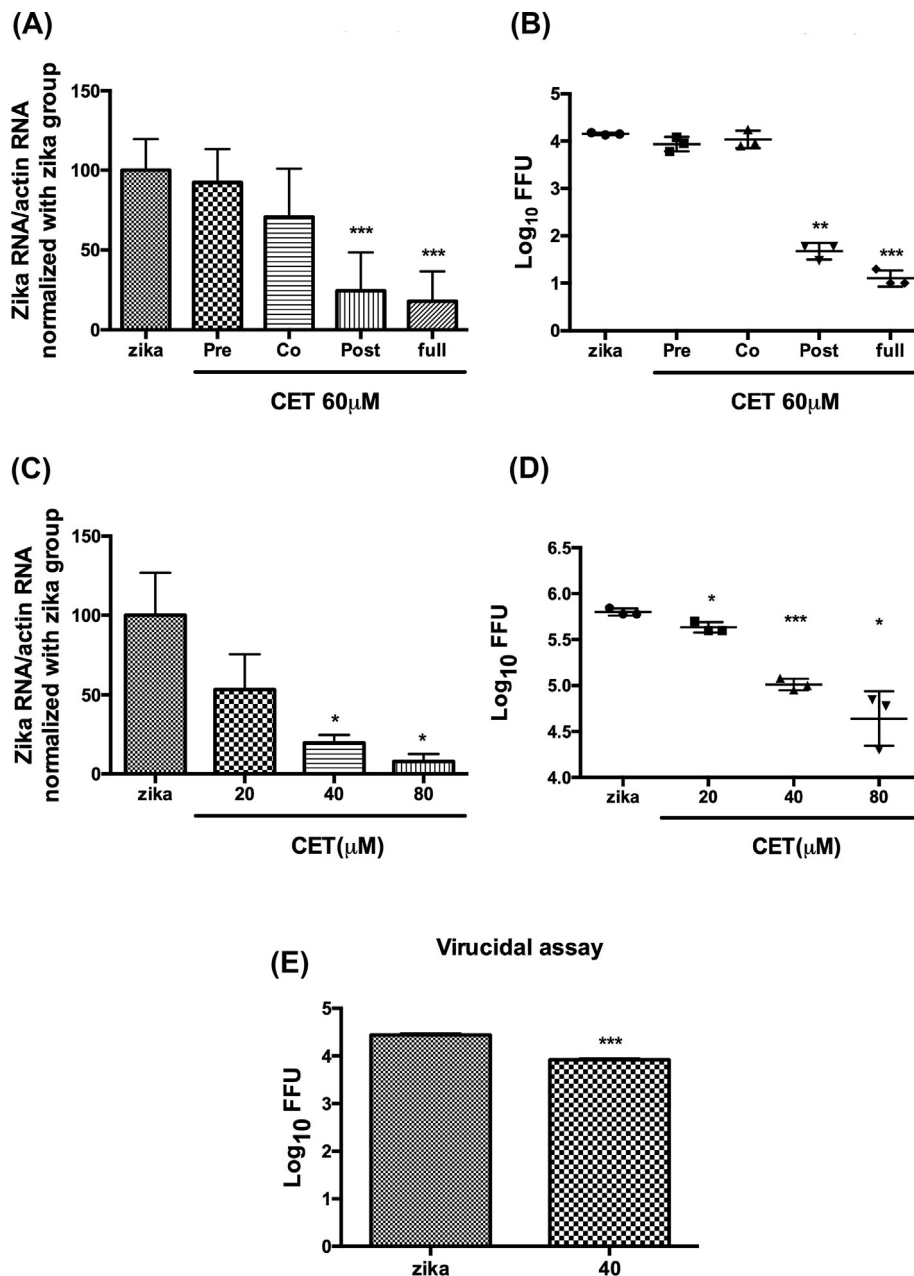 (A)
Zika RNA/actin RNA
normalized with zika group
150
100
50
0
***
***
zika Pre Co Post full
CET 60μM
(B)
Log10 FFU
5
4
3
2
1
0
**
***
zika Pre Co Post full
CET 60μM
(C)
Zika RNA/actin RNA
normalized with zika group
150
100
50
0
*
*
zika 20 40 80
CET(μM)
(D)
Log10 FFU
6.5
6.0
5.5
5.0
4.5
4.0
*
***
*
zika 20 40 80
CET(μM)
Virucidal assay
(E)
Log10 FFU
5
4
3
2
1
0
***
zika 40